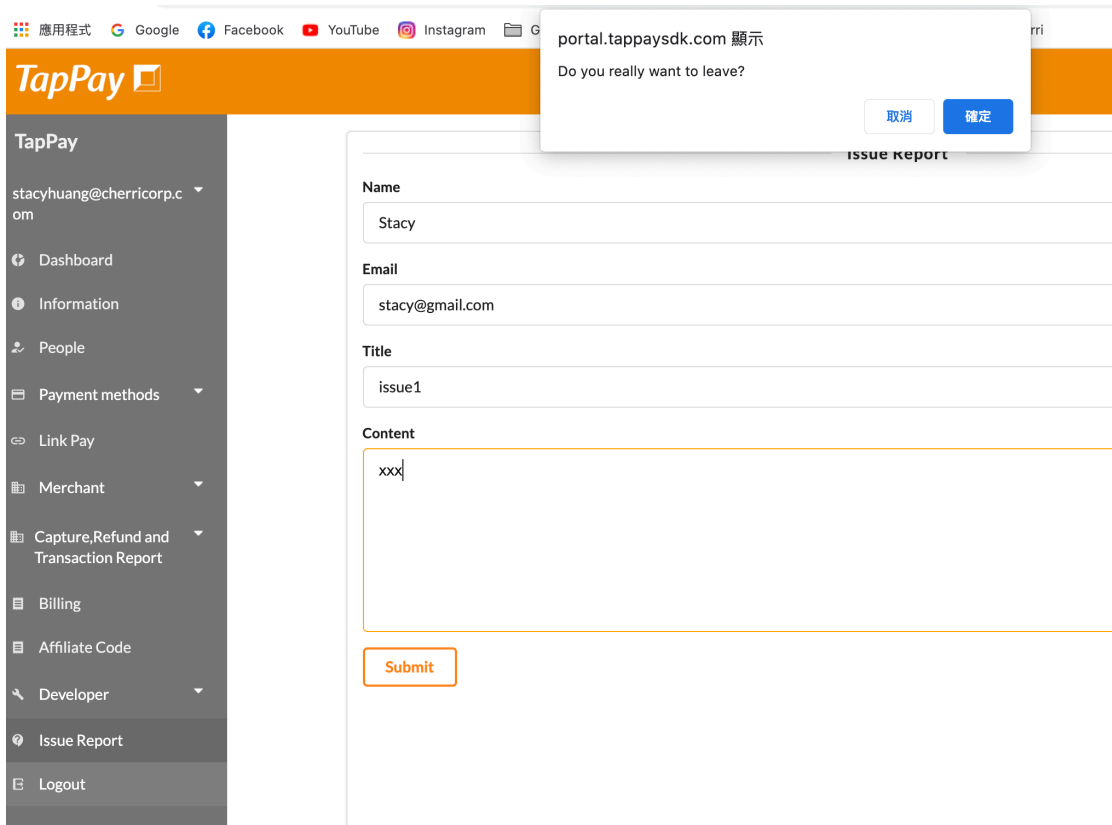 應用程式 Google Facebook YouTube Instagram G rri
portal.tappaysdk.com 顯示
Do you really want to leave?
取消 確定
TapPay
TapPay
stacyhuang@cherricorp.c
om
Dashboard
Information
People
Payment methods
Link Pay
Merchant
Capture,Refund and
Transaction Report
Billing
Affiliate Code
Developer
Issue Report
Logout
Issue Report
Name
Stacy
Email
stacy@gmail.com
Title
issue1
Content
xxx
Submit